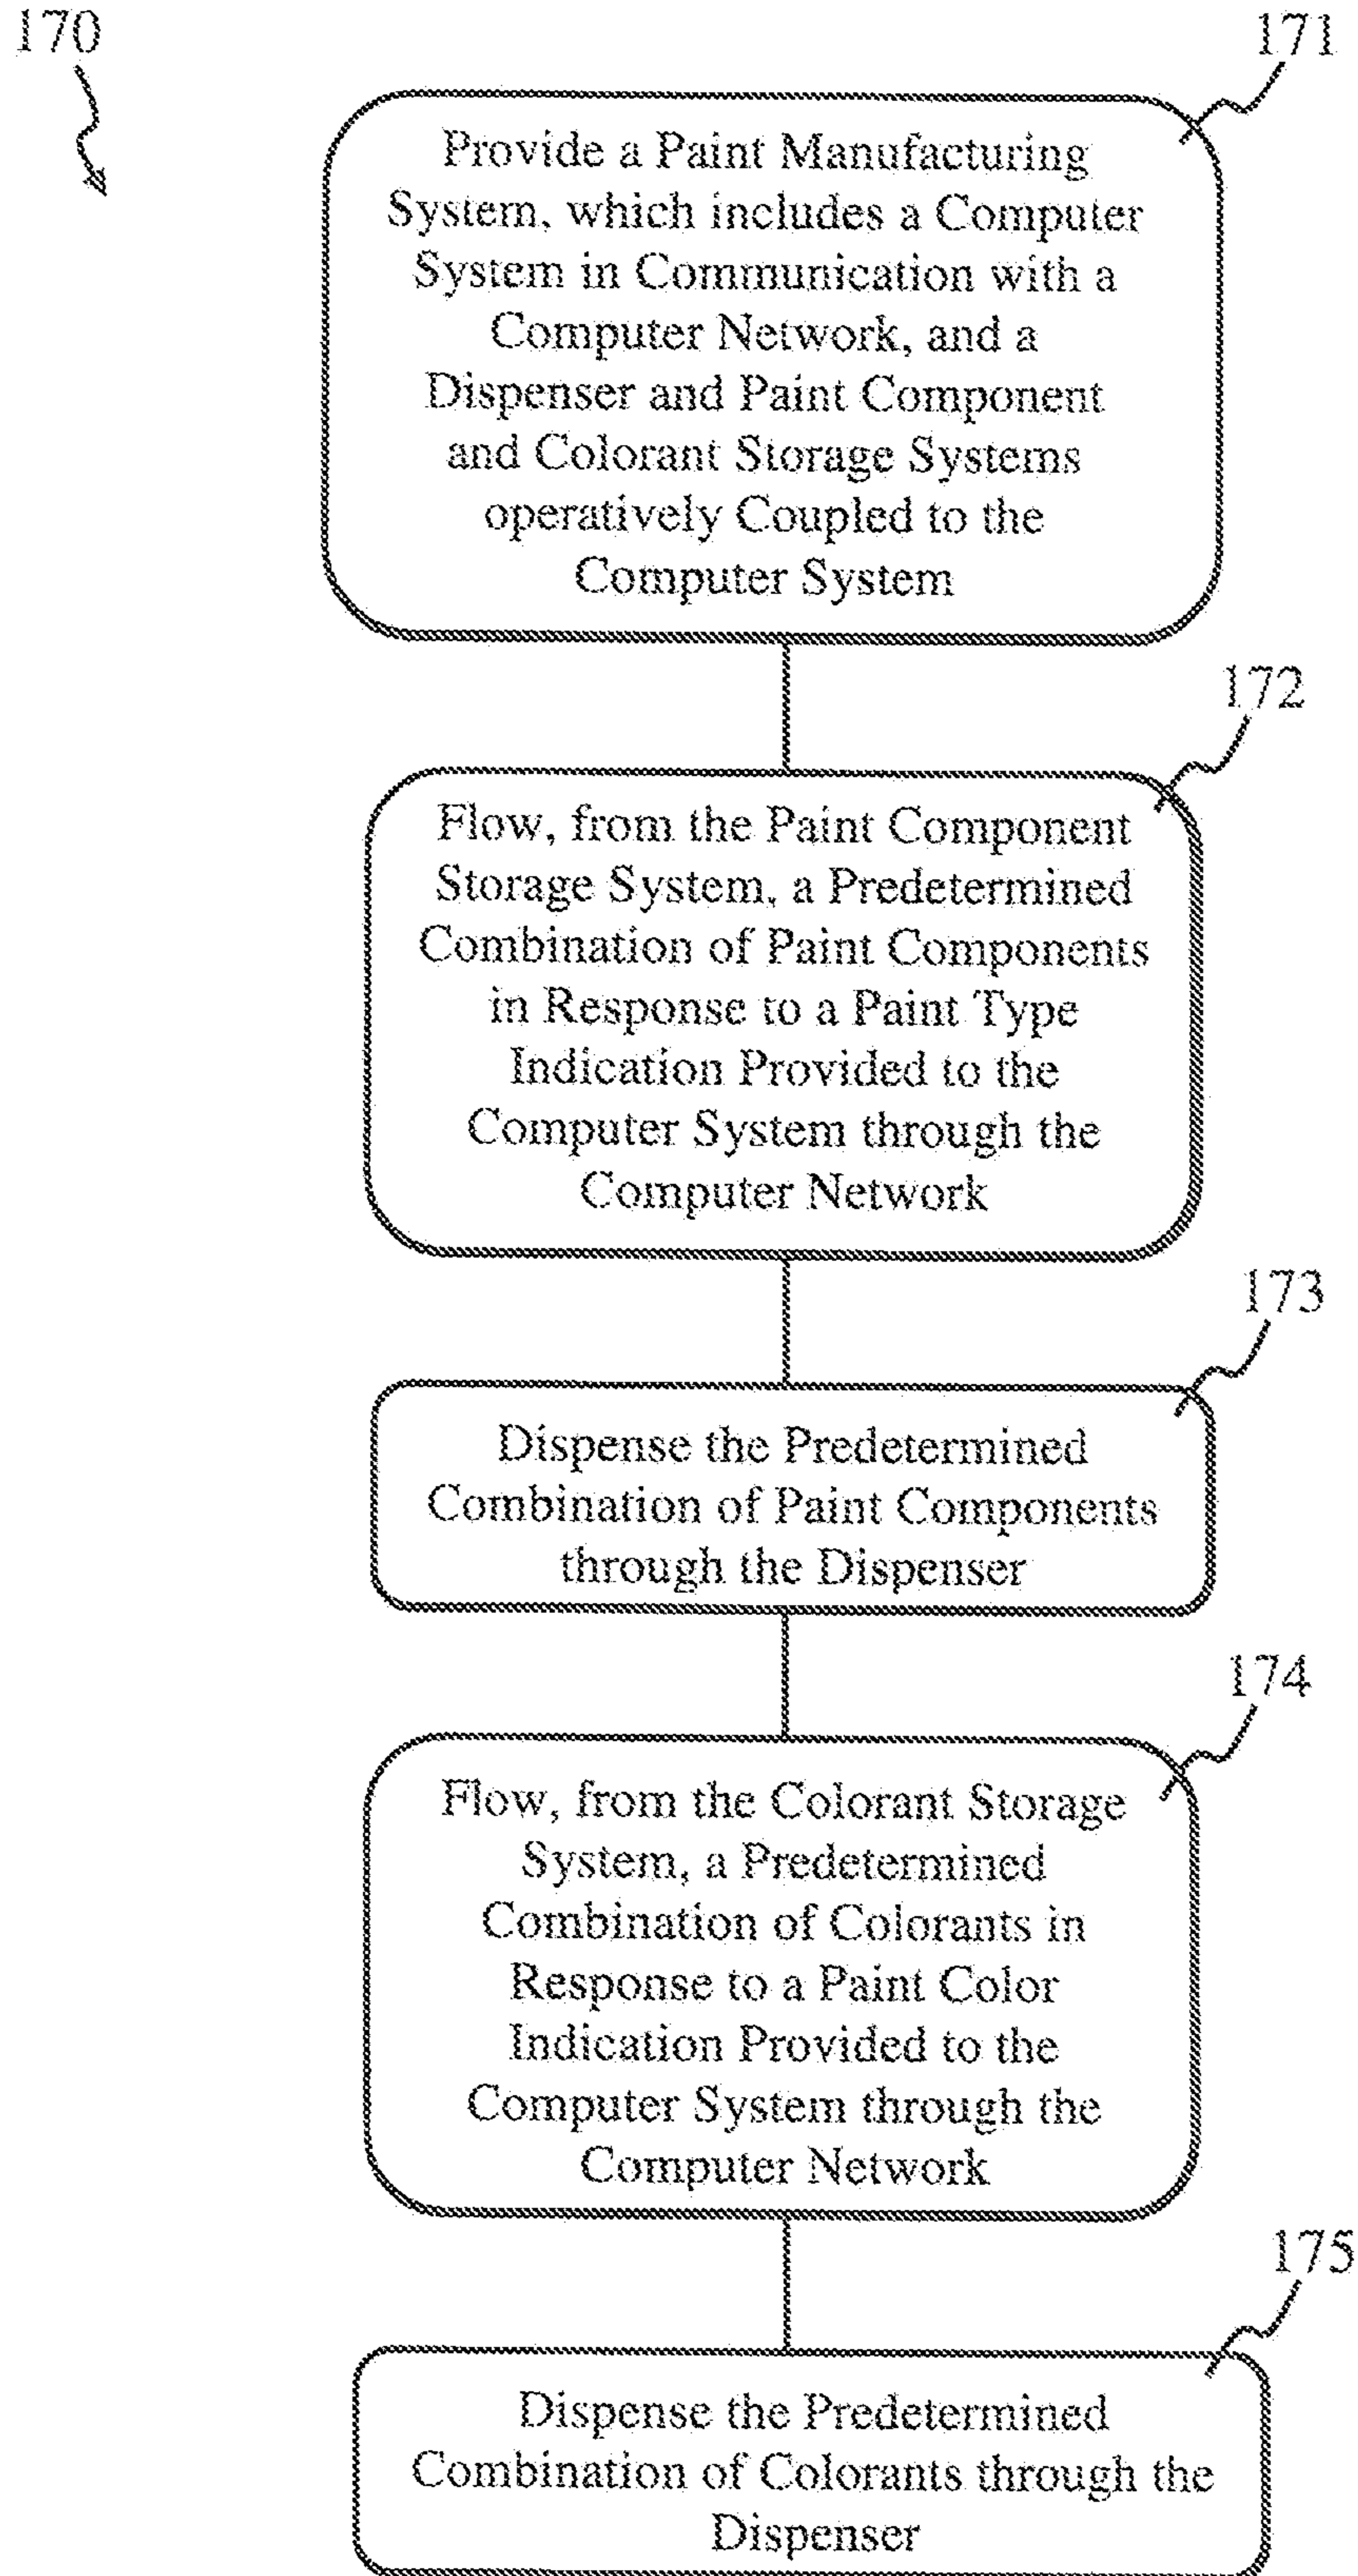 170
171
Provide a Paint Manufacturing
System, which includes a Computer
System in Communication with a
Computer Network, and a
Dispenser and Paint Component
and Colorant Storage Systems
operatively Coupled to the
Computer System
172
Flow, from the Paint Component
Storage System, a Predetermined
Combination of Paint Components
in Response to a Paint Type
Indication Provided to the
Computer System through the
Computer Network
173
Dispense the Predetermined
Combination of Paint Components
through the Dispenser
174
Flow, from the Colorant Storage
System, a Predetermined
Combination of Colorants in
Response to a Paint Color
Indication Provided to the
Computer System through the
Computer Network
175
Dispense the Predetermined
Combination of Colorants through the
Dispenser